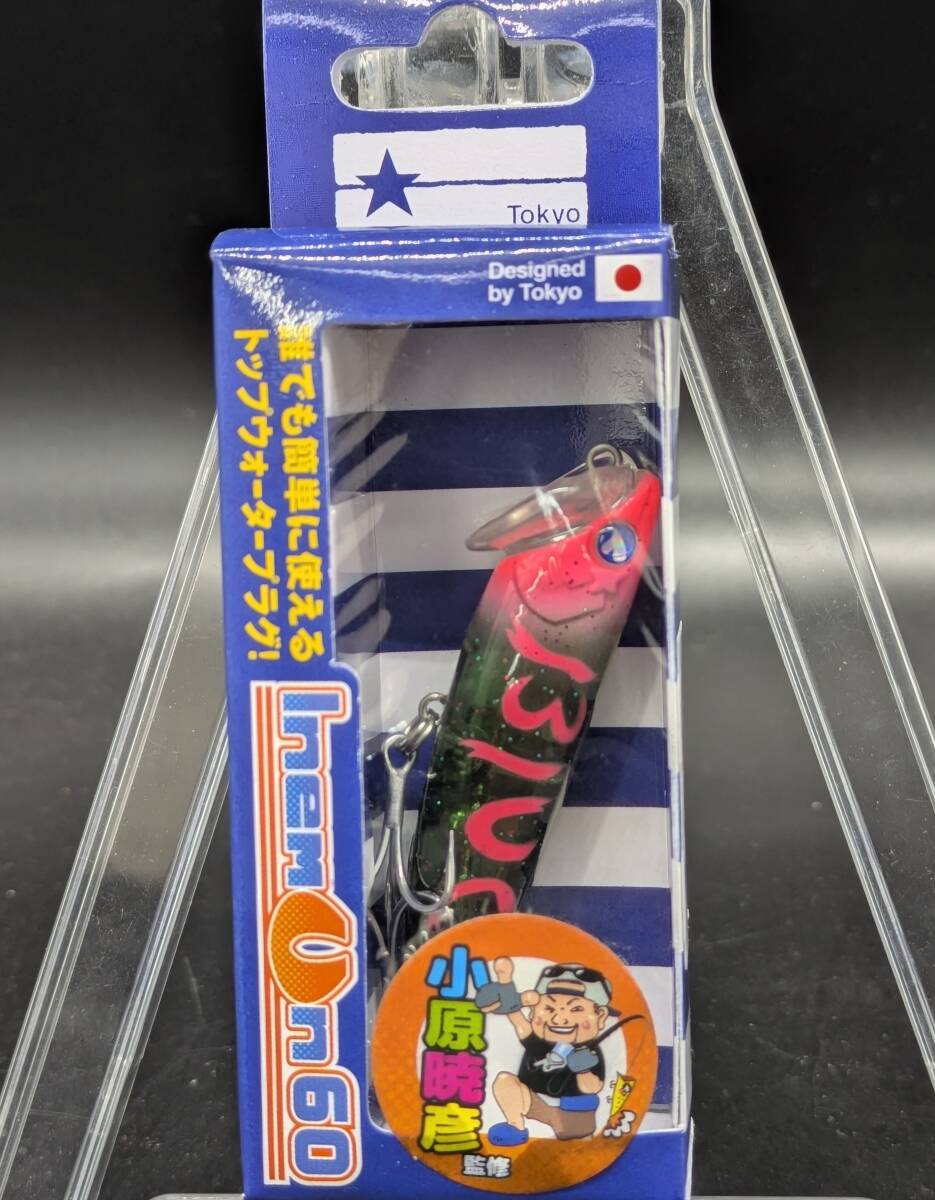 Tokyo
Designed
by Tokyo
誰でも簡単に使える
トップウォータープラグ!
InemUn60
小原暁彦
監修